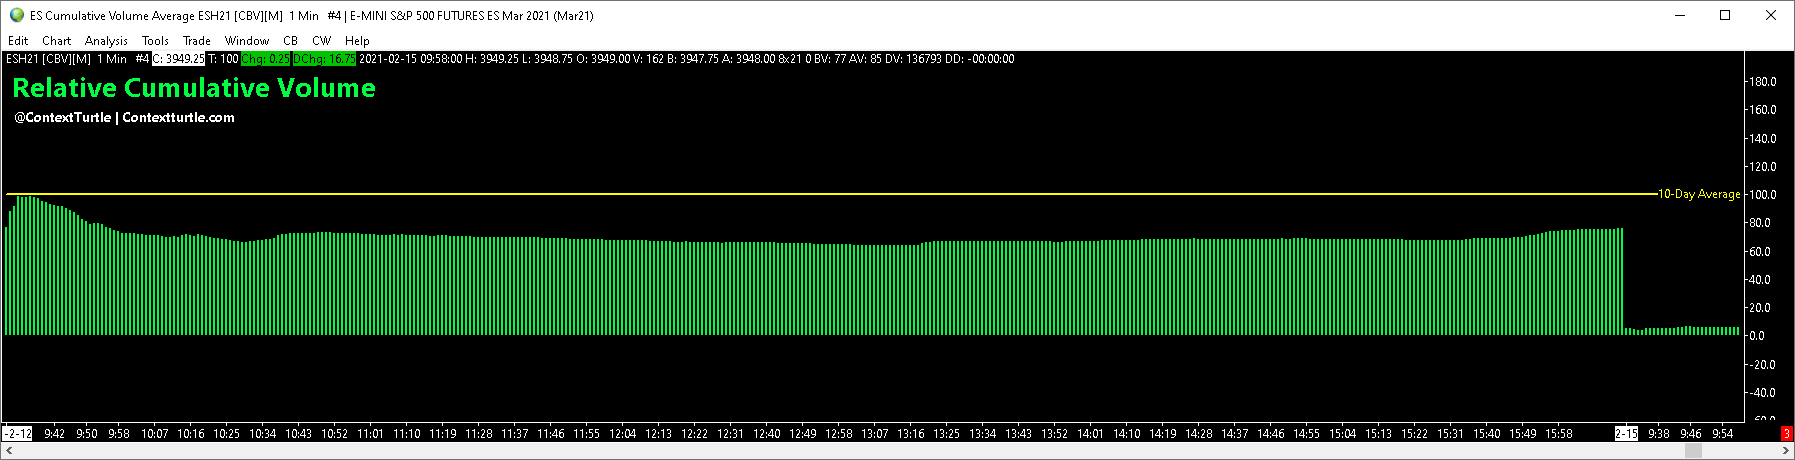 ES Cumulative Volume Average ESH21 [CBV][M] 1 Min #4 | E-MINI S&P 500 FUTURES ES Mar 2021 (Mar21)
Edit Chart Analysis Tools Trade Window CB CW Help
ESH21 [CBV][M] 1 Min #4 C: 3949.25 T: 100 Chg: 0.25 DChg: 16.75 2021-02-15 09:58:00 H: 3949.25 L: 3948.75 O: 3949.00 V: 162 B: 3947.75 A: 3948.00 8x21 0 BV: 77 AV: 85 DV: 136793 DD: -00:00:00
Relative Cumulative Volume
@ContextTurtle | Contextturtle.com
180.0
160.0
140.0
120.0
10-Day Average 100.0
80.0
60.0
40.0
20.0
0.0
-20.0
-40.0
-2-12 9:42 9:50 9:58 10:07 10:16 10:25 10:34 10:43 10:52 11:01 11:10 11:19 11:28 11:37 11:46 11:55 12:04 12:13 12:22 12:31 12:40 12:49 12:58 13:07 13:16 13:25 13:34 13:43 13:52 14:01 14:10 14:19 14:28 14:37 14:46 14:55 15:04 15:13 15:22 15:31 15:40 15:49 15:58 2-15 9:38 9:46 9:54 3